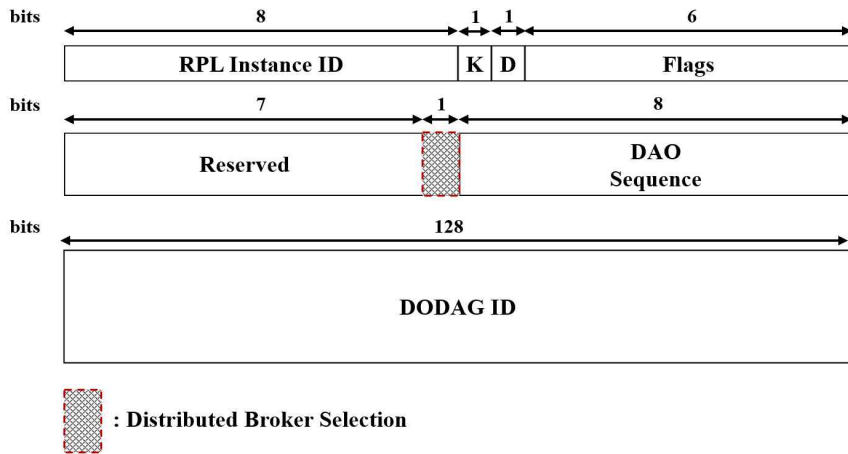 bits 8 1 1 6
RPL Instance ID K D Flags
bits 7 1 8
Reserved DAO
Sequence
bits 128
DODAG ID
: Distributed Broker Selection